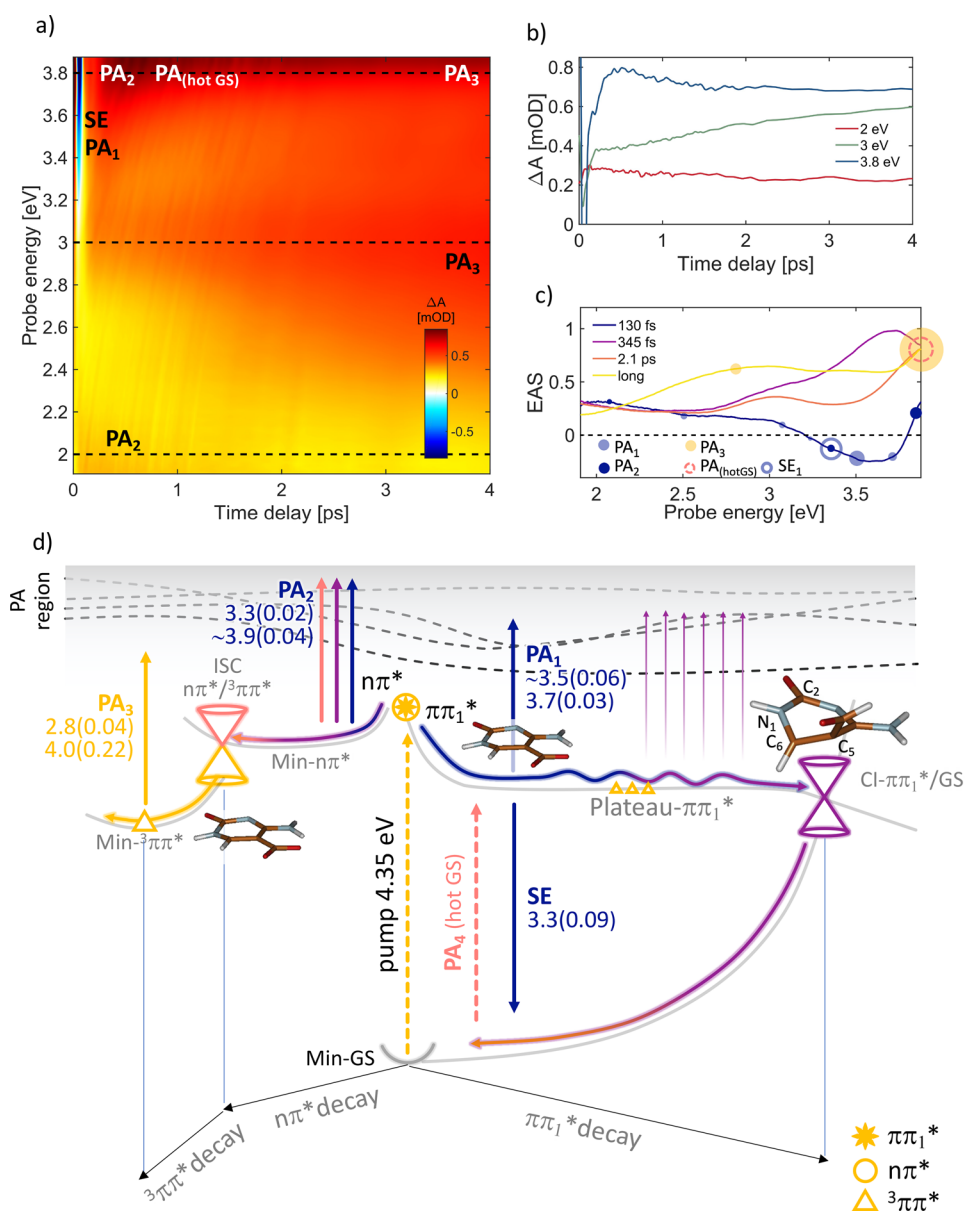 a)
PA2
PA(hot GS)
PA3
SE
PA1
PA3
PA2
ΔA
[mOD]
0.5
0
-0.5
3.8
3.6
3.4
3.2
3
2.8
2.6
2.4
2.2
2
Probe energy [eV]
0
1
2
3
4
Time delay [ps]
b)
0.8
0.6
0.4
0.2
0
ΔA [mOD]
2 eV
3 eV
3.8 eV
0
1
2
3
4
Time delay [ps]
c)
130 fs
345 fs
2.1 ps
long
1
0.5
0
EAS
PA1
PA3
PA2
PA(hotGS)
SE1
2
2.5
3
3.5
Probe energy [eV]
d)
PA
region
PA2
3.3(0.02)
~3.9(0.04)
PA1
~3.5(0.06)
3.7(0.03)
ISC
nπ*/3ππ*
PA3
2.8(0.04)
4.0(0.22)
nπ*
ππ1*
Min-nπ*
C2
N1
C6
C5
CI-ππ1*/GS
Plateau-ππ1*
Min-3ππ*
pump 4.35 eV
PA4 (hot GS)
SE
3.3(0.09)
Min-GS
nπ*decay
ππ1*decay
3ππ*decay
ππ1*
nπ*
3ππ*